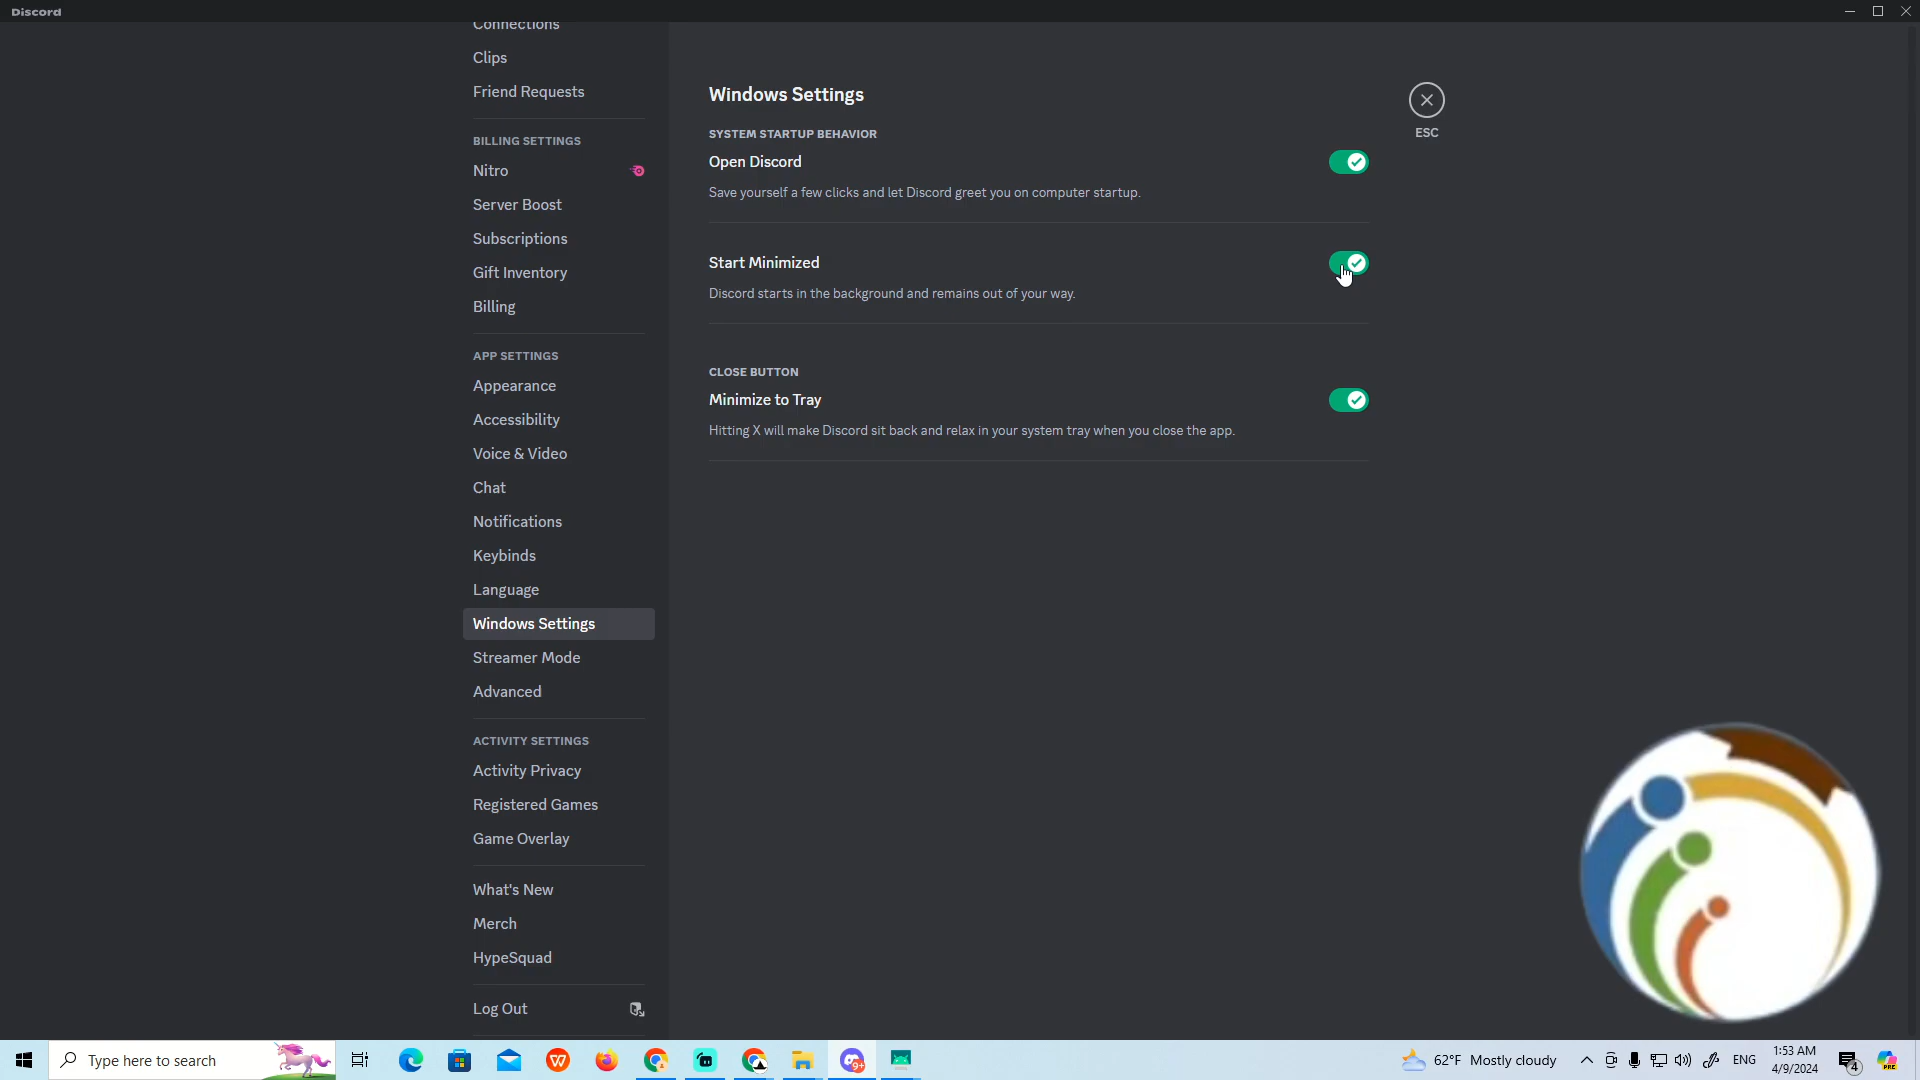 Discord
Connections
Clips
Friend Requests
BILLING SETTINGS
Nitro
Server Boost
Subscriptions
Gift Inventory
Billing
APP SETTINGS
Appearance
Accessibility
Voice & Video
Chat
Notifications
Keybinds
Language
Windows Settings
Streamer Mode
Advanced
ACTIVITY SETTINGS
Activity Privacy
Registered Games
Game Overlay
What's New
Merch
HypeSquad
Log Out
Windows Settings
SYSTEM STARTUP BEHAVIOR
Open Discord
Save yourself a few clicks and let Discord greet you on computer startup.
Start Minimized
Discord starts in the background and remains out of your way.
CLOSE BUTTON
Minimize to Tray
Hitting X will make Discord sit back and relax in your system tray when you close the app.
ESC
Type here to search
9+
62°F Mostly cloudy
ENG
1:53 AM
4/9/2024
4
PRE